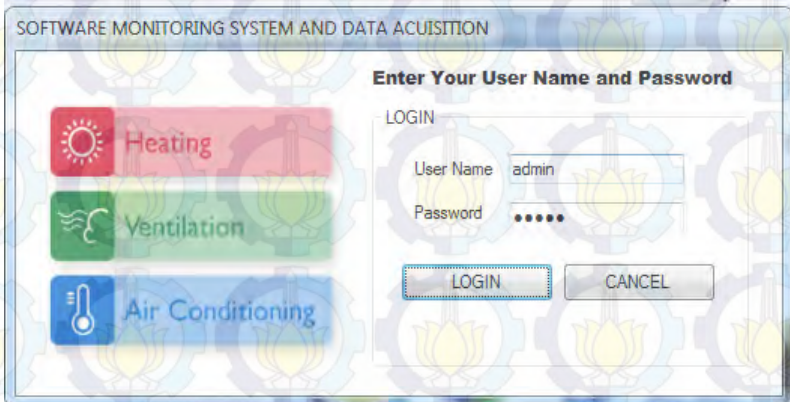 SOFTWARE MONITORING SYSTEM AND DATA ACUISITION
Enter Your User Name and Password
LOGIN
Heating
User Name admin
Password •••••
Ventilation
LOGIN CANCEL
Air Conditioning